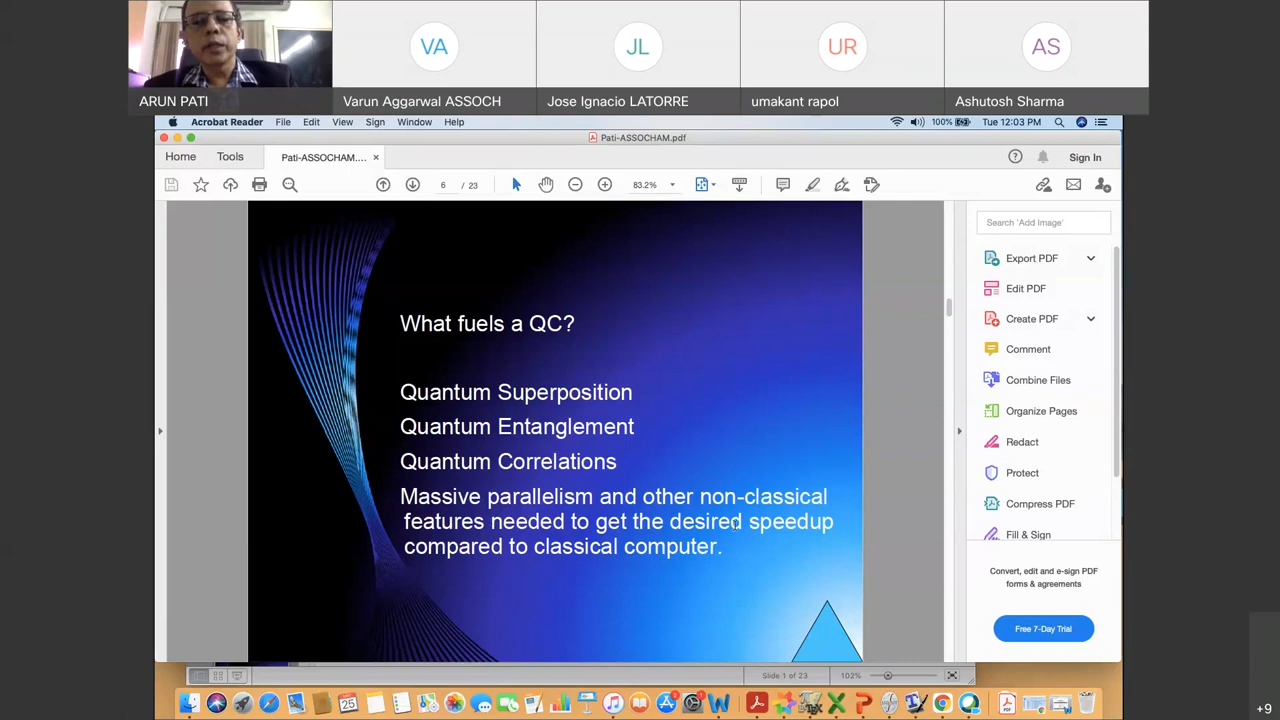 VA
JL
UR
AS
ARUN PATI
Varun Aggarwal ASSOCH
Jose Ignacio LATORRE
umakant rapol
Ashutosh Sharma
Acrobat Reader File Edit View Sign Window Help
100% Tue 12:03 PM
Pati-ASSOCHAM.pdf
Home Tools Pati-ASSOCHAM.... × Sign In
6 / 23 83.2%
What fuels a QC?
Quantum Superposition
Quantum Entanglement
Quantum Correlations
Massive parallelism and other non-classical
features needed to get the desired speedup
compared to classical computer.
Search 'Add Image'
Export PDF
Edit PDF
Create PDF
Comment
Combine Files
Organize Pages
Redact
Protect
Compress PDF
Fill & Sign
Convert, edit and e-sign PDF
forms & agreements
Free 7-Day Trial
Slide 1 of 23 102%
25
+9